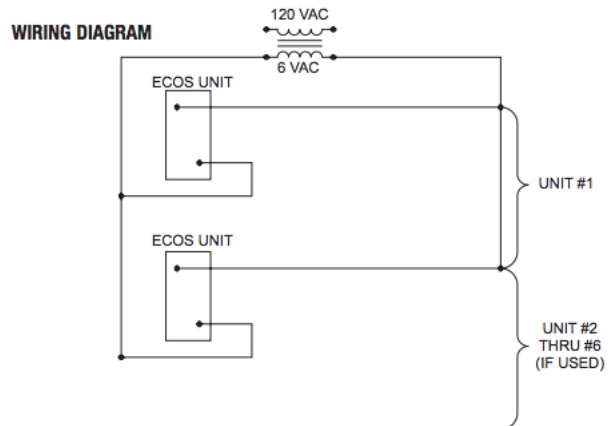 WIRING DIAGRAM
120 VAC
6 VAC
ECOS UNIT
UNIT #1
ECOS UNIT
UNIT #2
THRU #6
(IF USED)